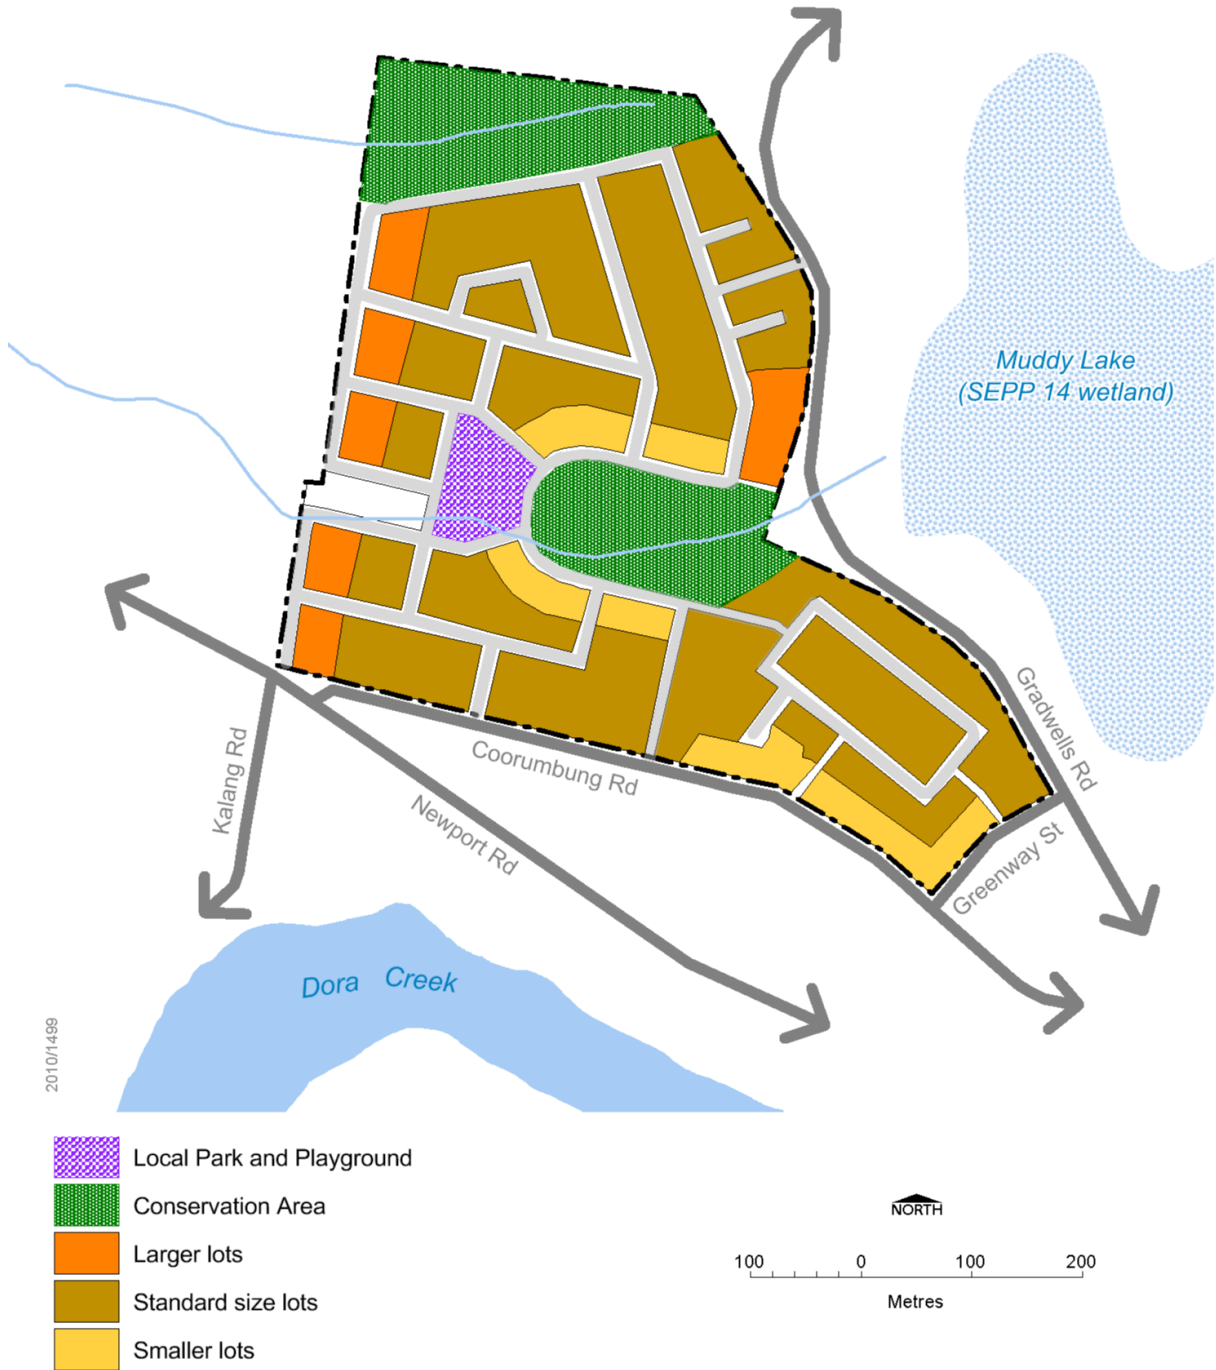 Muddy Lake
(SEPP 14 wetland)
Gradwells Rd
Kalang Rd
Coorumbung Rd
Newport Rd
Greenway St
Dora Creek
2010/1499
Local Park and Playground
Conservation Area
Larger lots
Standard size lots
Smaller lots
NORTH
100 0 100 200
Metres